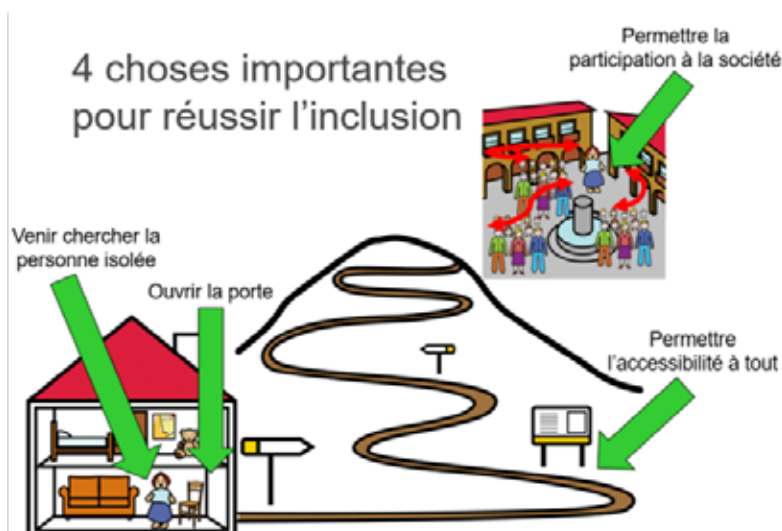 4 choses importantes
pour réussir l'inclusion
Permettre la
participation à la société
Venir chercher la
personne isolée
Ouvrir la porte
Permettre
l'accessibilité à tout